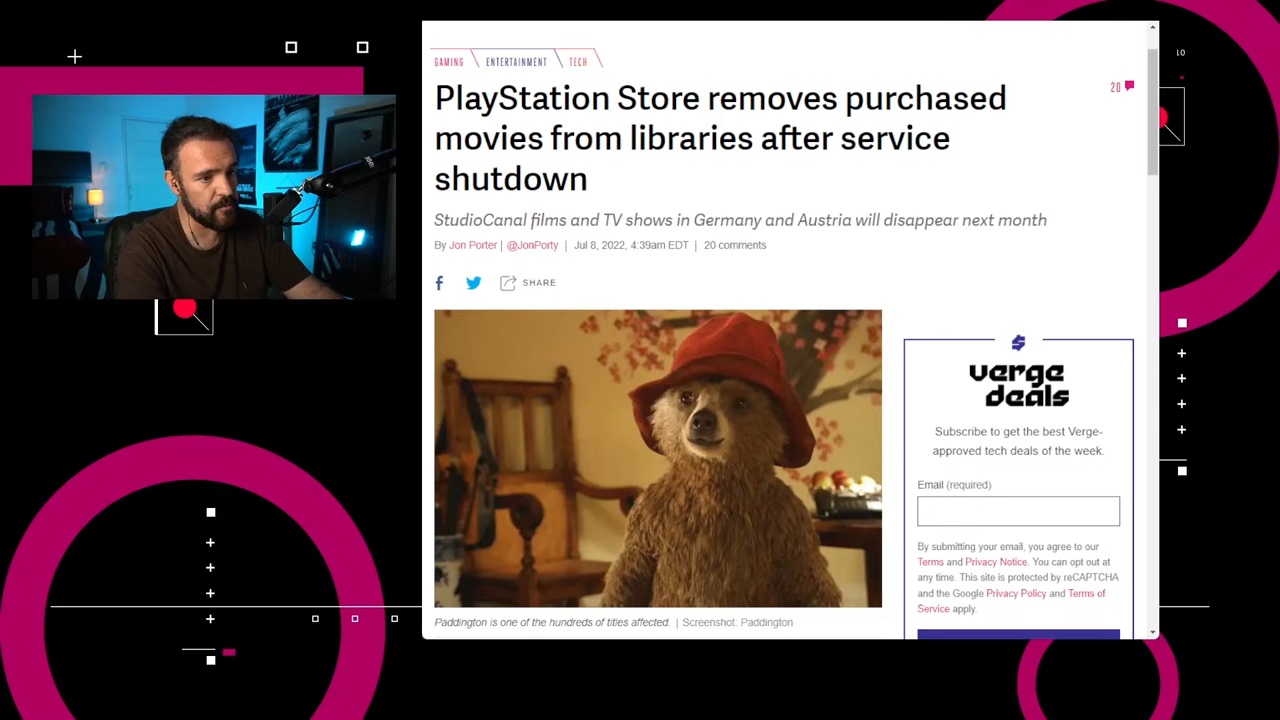 GAMING
ENTERTAINMENT
TECH
PlayStation Store removes purchased
movies from libraries after service
shutdown
20
StudioCanal films and TV shows in Germany and Austria will disappear next month
By Jon Porter | @JonPorty | Jul 8, 2022, 4:39am EDT | 20 comments
SHARE
Paddington is one of the hundreds of titles affected. | Screenshot: Paddington
verge
deals
Subscribe to get the best Verge-
approved tech deals of the week.
Email (required)
By submitting your email, you agree to our
Terms and Privacy Notice. You can opt out at
any time. This site is protected by reCAPTCHA
and the Google Privacy Policy and Terms of
Service apply.